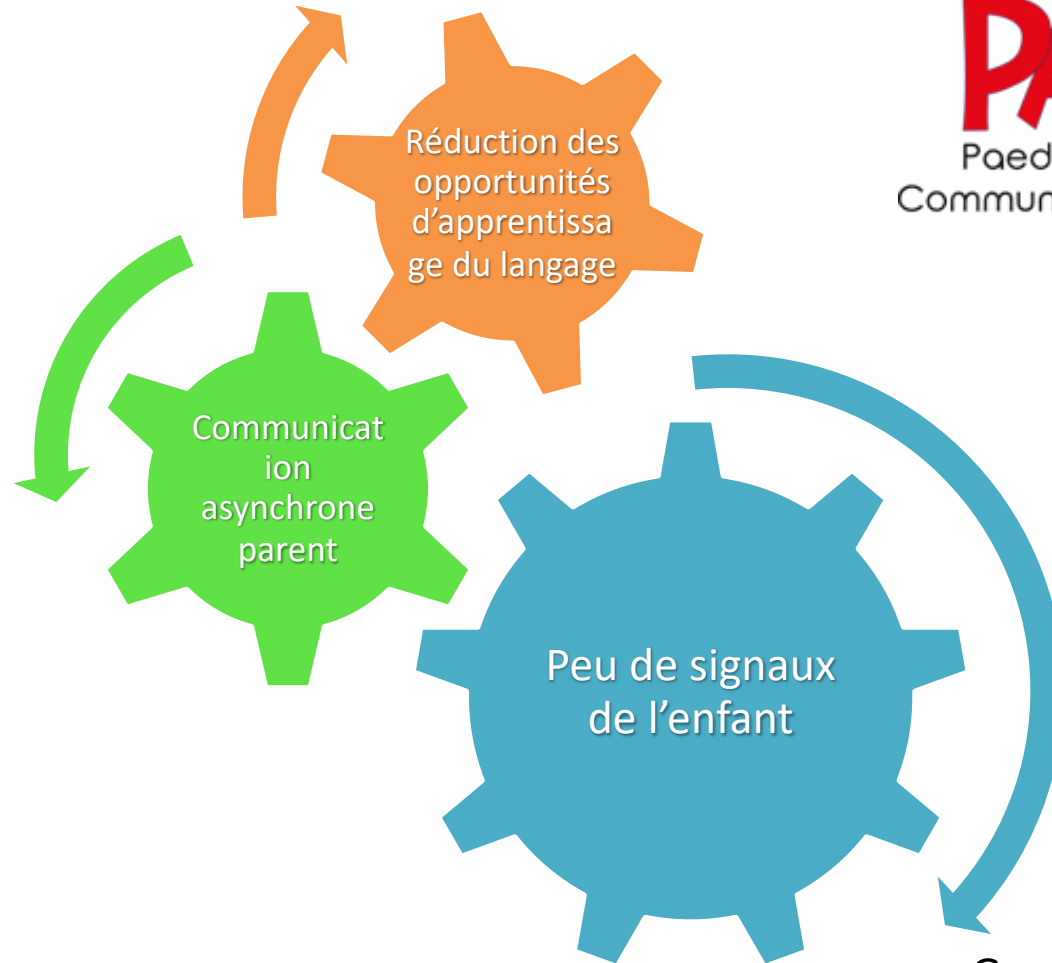 Réduction des
opportunités
d’apprentissa
ge du langage
Paed
Commun
Communicat
ion
asynchrone
parent
Peu de signaux
de l’enfant